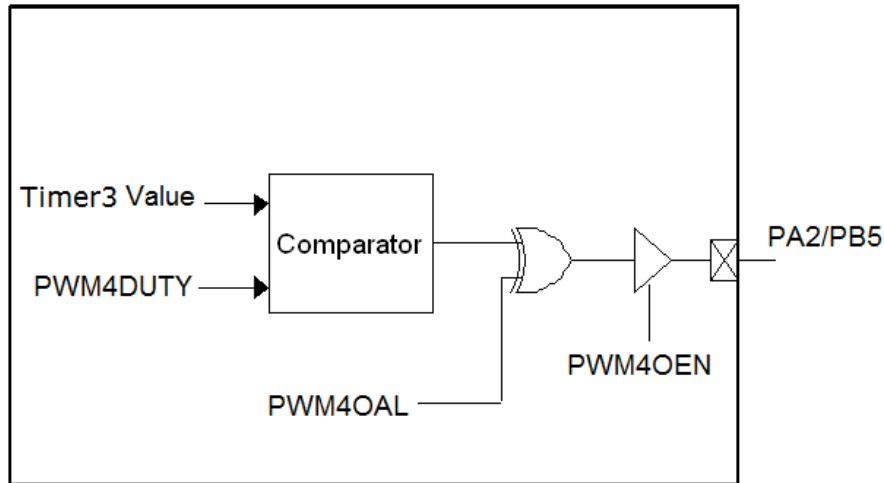 Timer3 Value
PWM4DUTY
Comparator
PWM4OAL
PWM4OEN
PA2/PB5